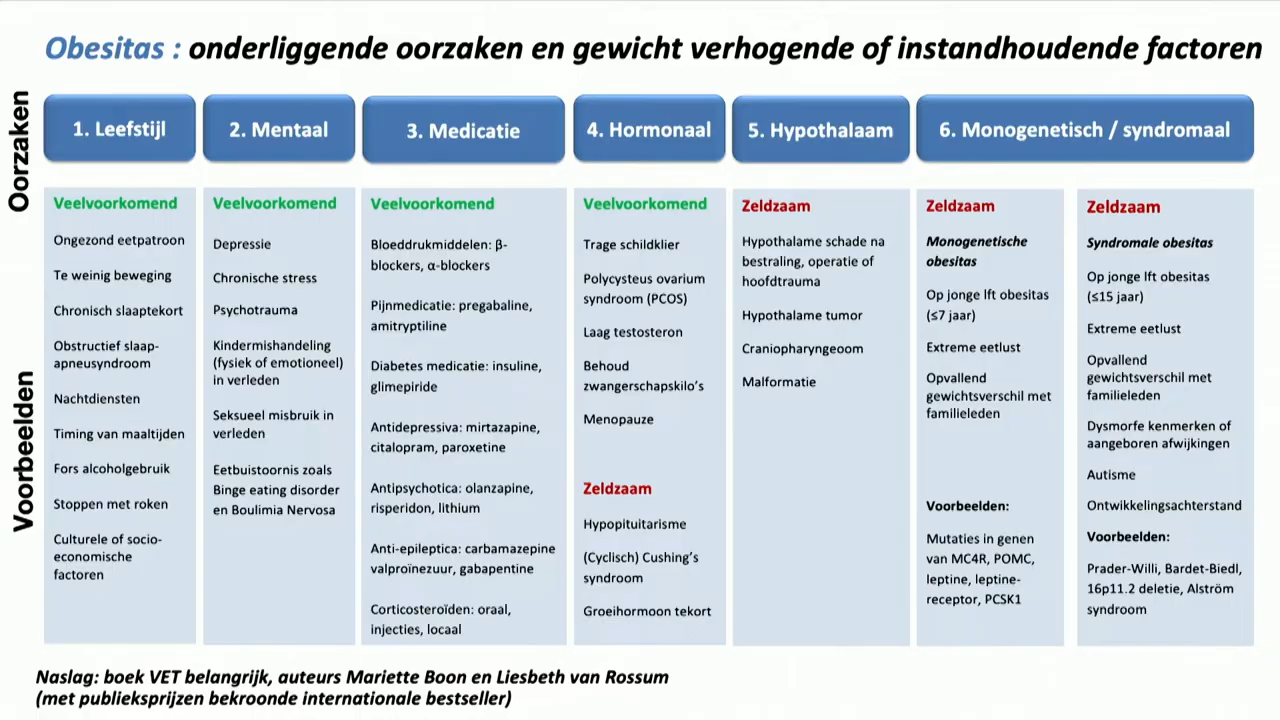 Obesitas : onderliggende oorzaken en gewicht verhogende of instandhoudende factoren
Oorzaken
1. Leefstijl
2. Mentaal
3. Medicatie
4. Hormonaal
5. Hypothalaam
6. Monogenetisch / syndromaal
Voorbeelden
Veelvoorkomend
Ongezond eetpatroon
Te weinig beweging
Chronisch slaaptekort
Obstructief slaap-
apneusyndroom
Nachtdiensten
Timing van maaltijden
Fors alcoholgebruik
Stoppen met roken
Culturele of socio-
economische
factoren
Veelvoorkomend
Depressie
Chronische stress
Psychotrauma
Kindermishandeling
(fysiek of emotioneel)
in verleden
Seksueel misbruik in
verleden
Eetbuistoornis zoals
Binge eating disorder
en Boulimia Nervosa
Veelvoorkomend
Bloeddrukmiddelen: β-
blockers, α-blockers
Pijnmedicatie: pregabaline,
amitryptiline
Diabetes medicatie: insuline,
glimepiride
Antidepressiva: mirtazapine,
citalopram, paroxetine
Antipsychotica: olanzapine,
risperidon, lithium
Anti-epileptica: carbamazepine
valproïnezuur, gabapentine
Corticosteroïden: oraal,
injecties, locaal
Veelvoorkomend
Trage schildklier
Polycysteus ovarium
syndroom (PCOS)
Laag testosteron
Behoud
zwangerschapskilo’s
Menopauze
Zeldzaam
Hypopituitarisme
(Cyclisch) Cushing’s
syndroom
Groeihormoon tekort
Zeldzaam
Hypothalame schade na
bestraling, operatie of
hoofdtrauma
Hypothalame tumor
Craniopharyngeoom
Malformatie
Zeldzaam
Monogenetische
obesitas
Op jonge lft obesitas
(≤7 jaar)
Extreme eetlust
Opvallend
gewichtsverschil met
familieleden
Voorbeelden:
Mutaties in genen
van MC4R, POMC,
leptine, leptine-
receptor, PCSK1
Zeldzaam
Syndromale obesitas
Op jonge lft obesitas
(≤15 jaar)
Extreme eetlust
Opvallend
gewichtsverschil met
familieleden
Dysmorfe kenmerken of
aangeboren afwijkingen
Autisme
Ontwikkelingsachterstand
Voorbeelden:
Prader-Willi, Bardet-Biedl,
16p11.2 deletie, Alström
syndroom
Naslag: boek VET belangrijk, auteurs Mariette Boon en Liesbeth van Rossum
(met publieksprijzen bekroonde internationale bestseller)